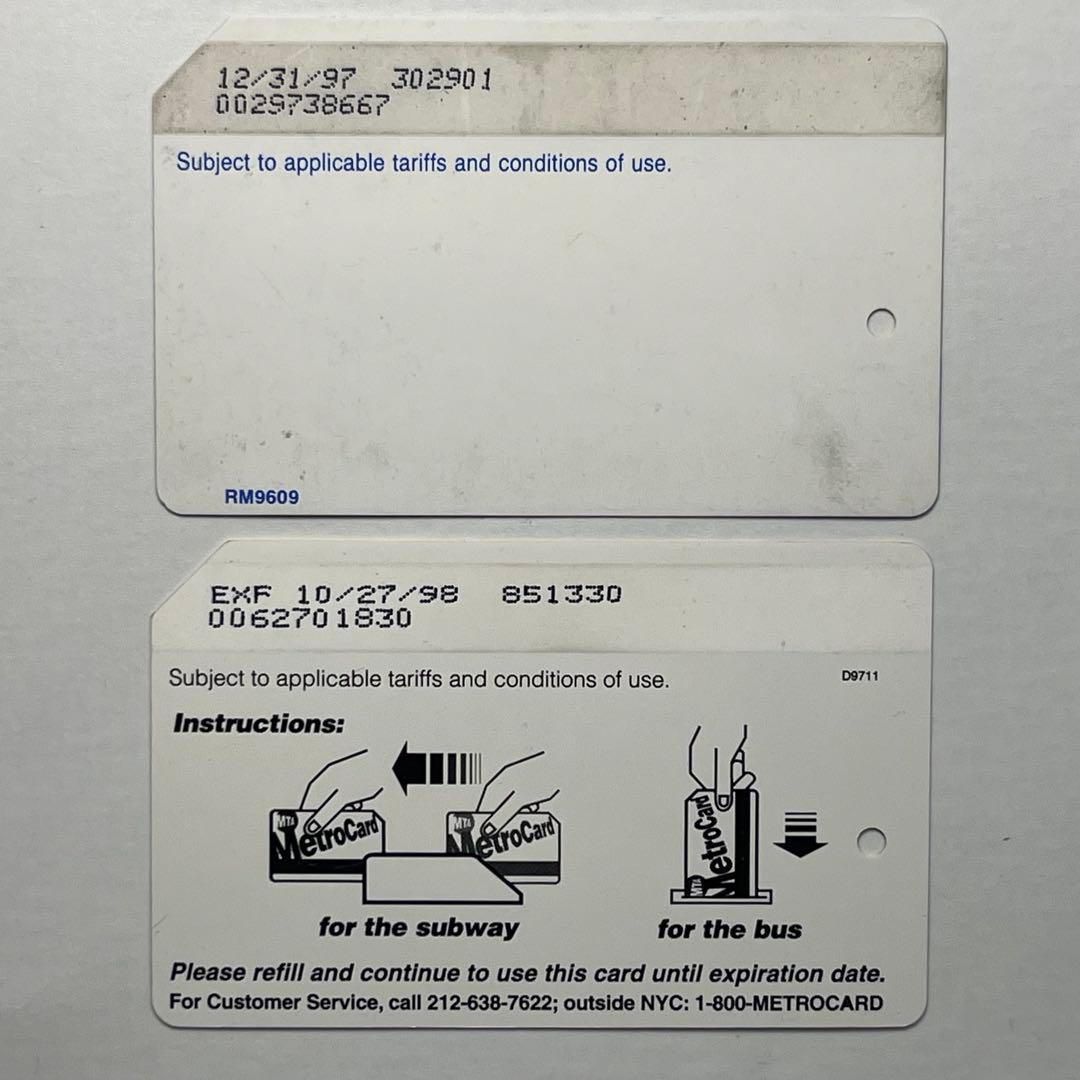 12/31/97 302901
0029738667
Subject to applicable tariffs and conditions of use.
RM9609
EXP 10/27/98 851330
0062701830
Subject to applicable tariffs and conditions of use.
D9711
Instructions:
MTA MetroCard
MTA MetroCard
MTA MetroCard
for the subway
for the bus
Please refill and continue to use this card until expiration date.
For Customer Service, call 212-638-7622; outside NYC: 1-800-METROCARD